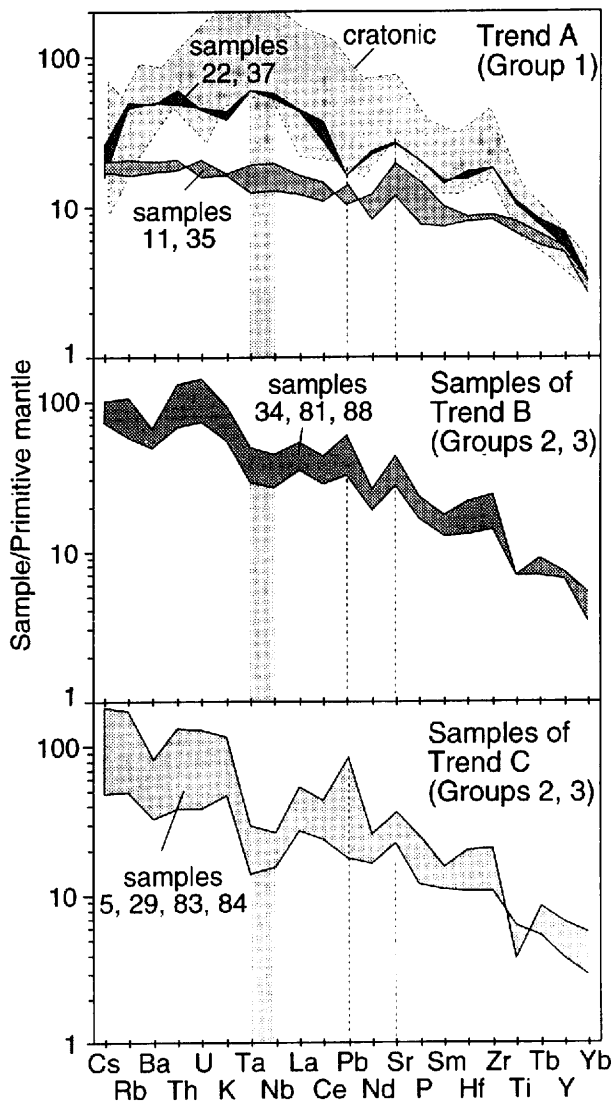 Sample/Primitive mantle
100
10
1
samples
22, 37
cratonic
Trend A
(Group 1)
samples
11, 35
100
10
1
samples
34, 81, 88
Samples of
Trend B
(Groups 2, 3)
100
10
1
Samples of
Trend C
(Groups 2, 3)
samples
5, 29, 83, 84
Cs Ba U Ta La Pb Sr Sm Zr Tb Yb
Rb Th K Nb Ce Nd P Hf Ti Y